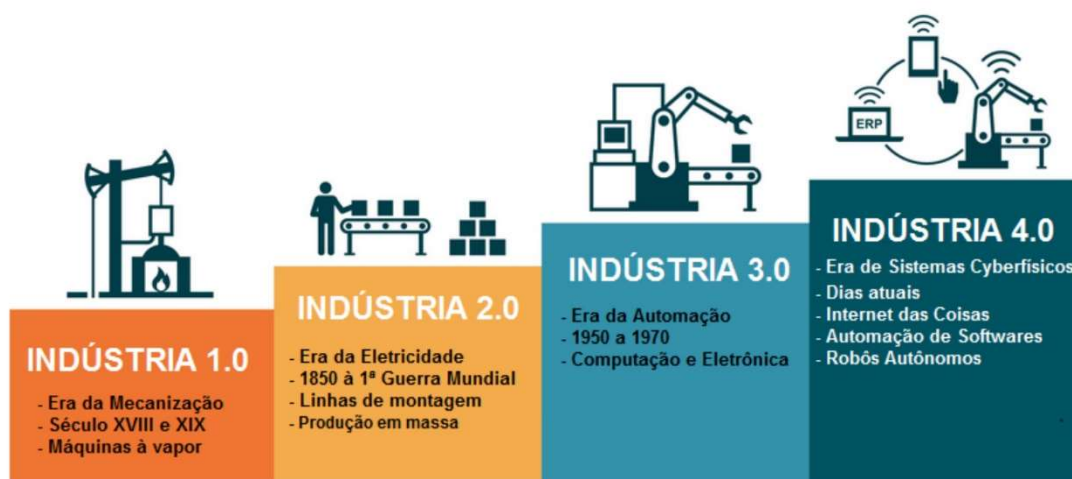 INDÚSTRIA 1.0
- Era da Mecanização
- Século XVIII e XIX
- Máquinas à vapor
INDÚSTRIA 2.0
- Era da Eletricidade
- 1850 à 1ª Guerra Mundial
- Linhas de montagem
- Produção em massa
INDÚSTRIA 3.0
- Era da Automação
- 1950 a 1970
- Computação e Eletrônica
ERP
INDÚSTRIA 4.0
- Era de Sistemas Cyberfísicos
- Dias atuais
- Internet das Coisas
- Automação de Softwares
- Robôs Autônomos